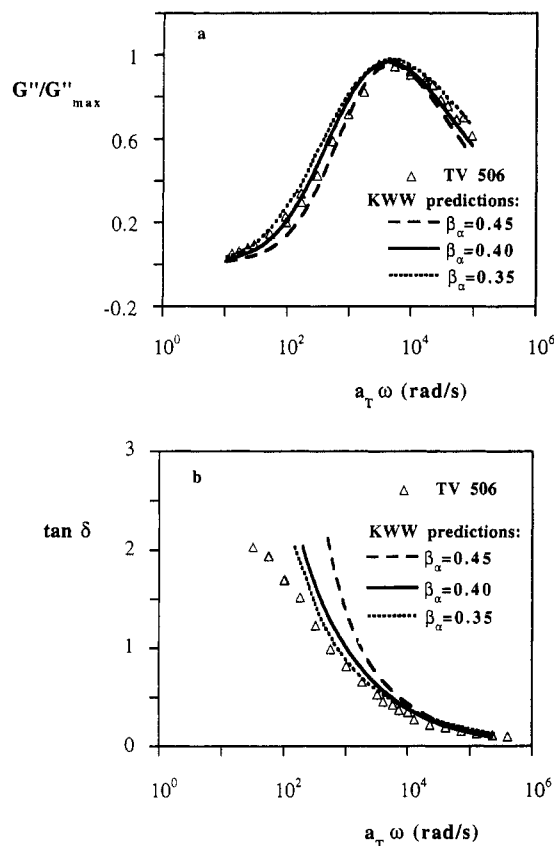 a
1
G''/G''max
0.6
0.2
-0.2
△ TV 506
KWW predictions:
βα=0.45
βα=0.40
βα=0.35
10^0 10^2 10^4 10^6
aT ω (rad/s)
b
3
tan δ
2
1
0
△ TV 506
KWW predictions:
βα=0.45
βα=0.40
βα=0.35
10^0 10^2 10^4 10^6
aT ω (rad/s)